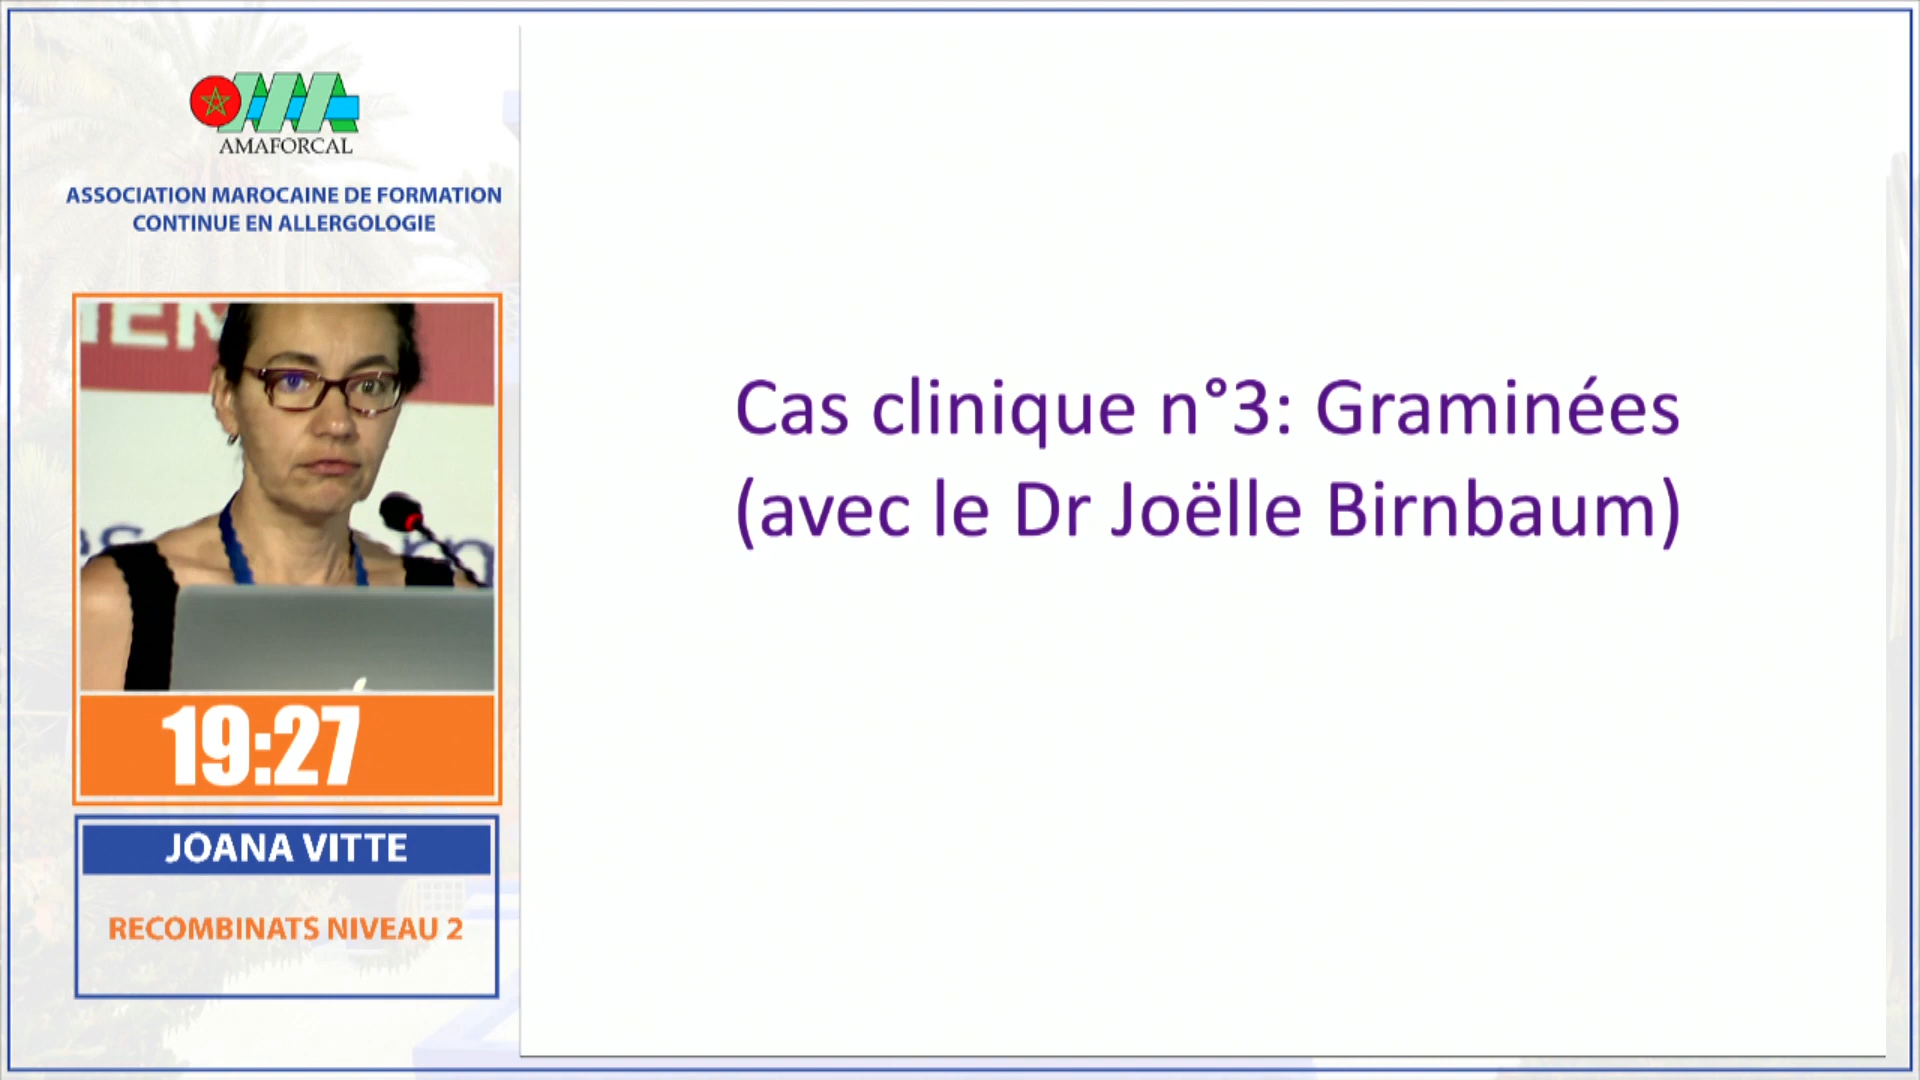 AMAFORCAL
ASSOCIATION MAROCAINE DE FORMATION
CONTINUE EN ALLERGOLOGIE
19:27
JOANA VITTE
RECOMBINATS NIVEAU 2
Cas clinique n°3: Graminées
(avec le Dr Joëlle Birnbaum)